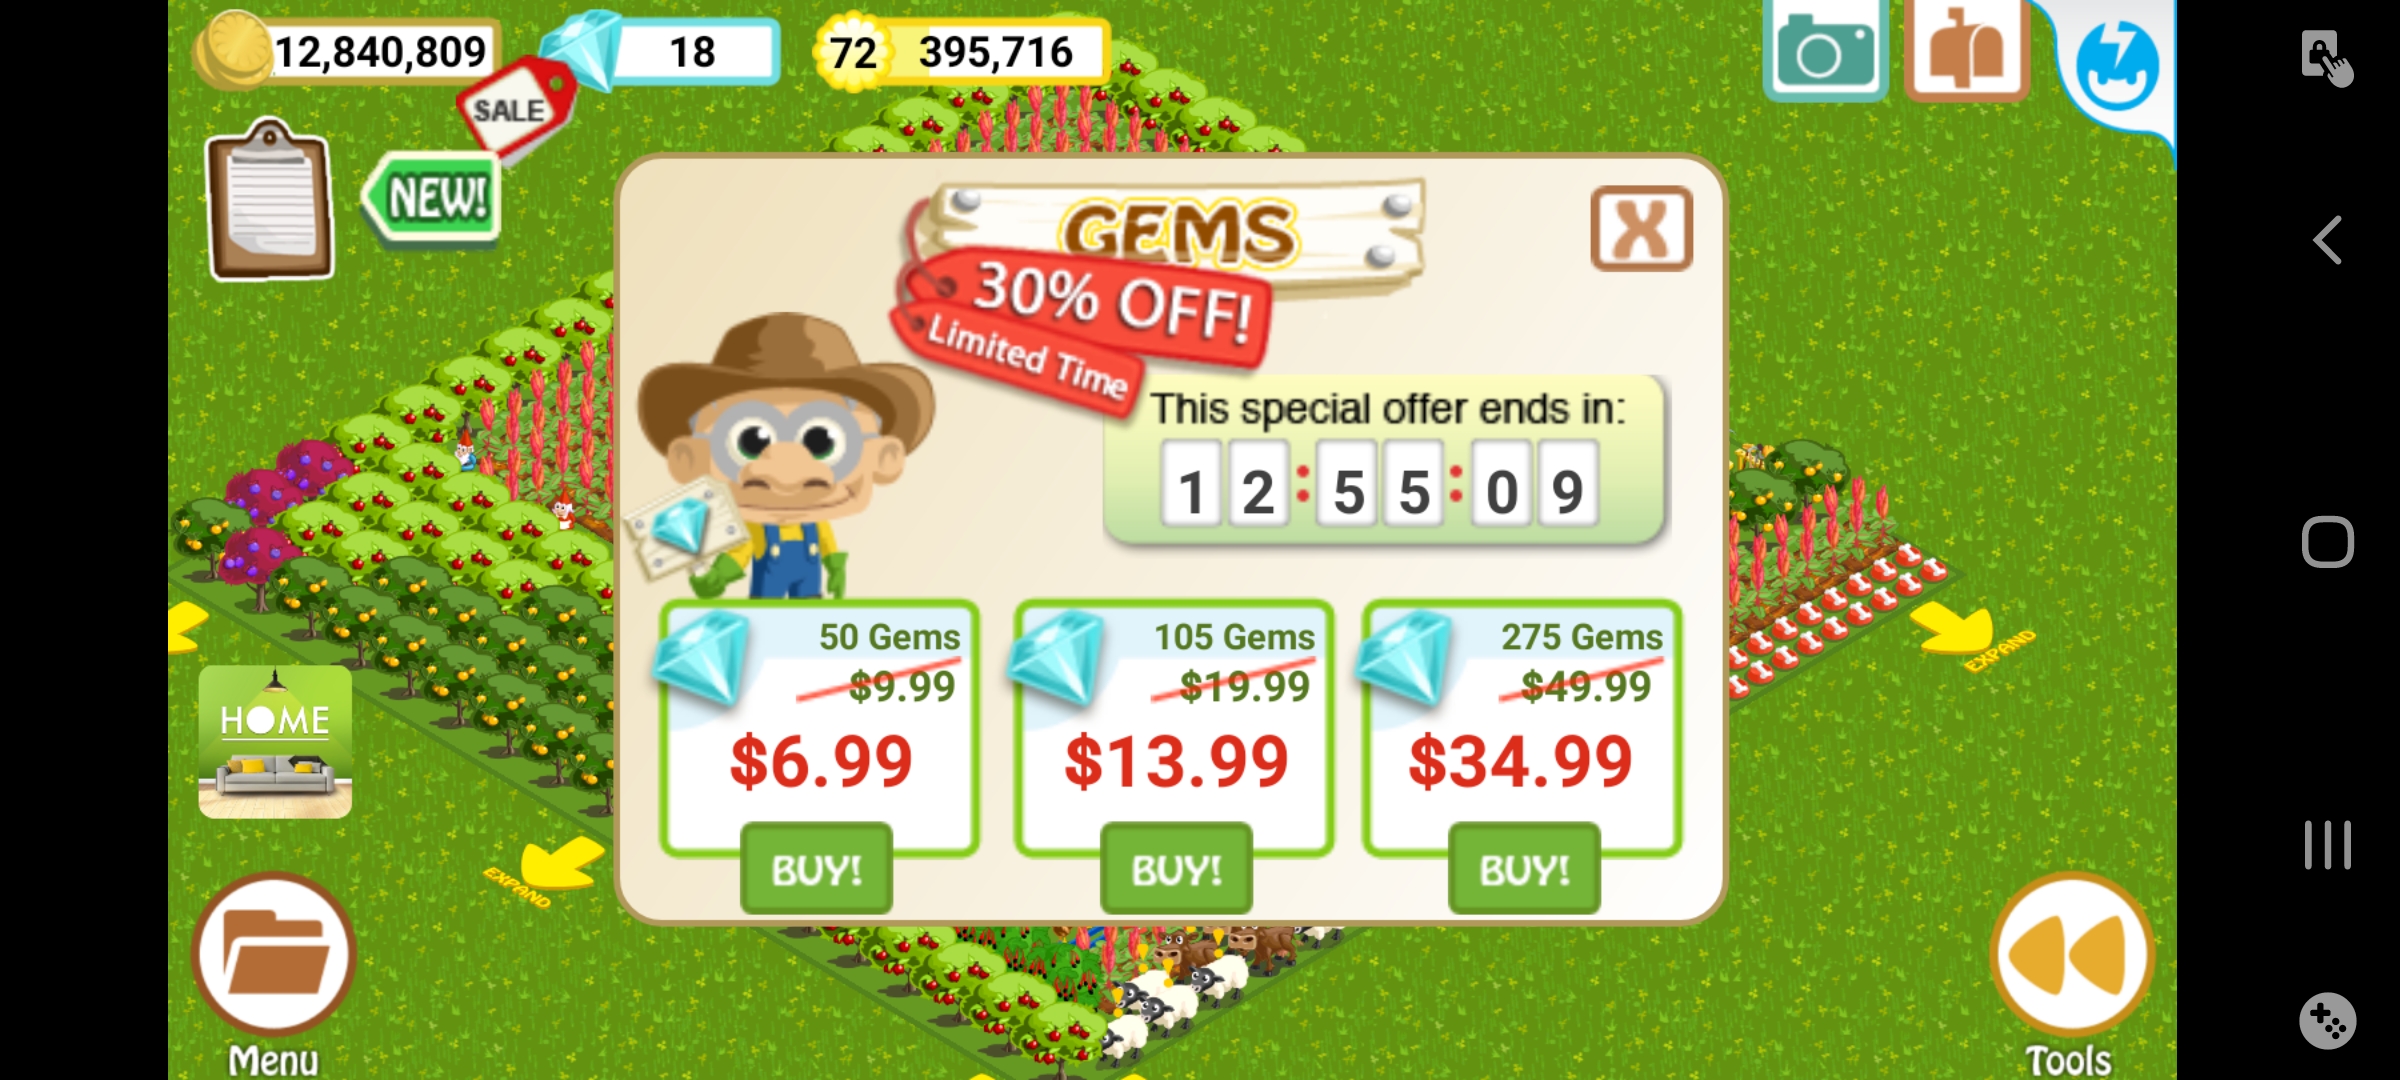 12,840,809
18
72 395,716
SALE
NEW!
GEMS
30% OFF!
Limited Time
This special offer ends in:
12:55:09
50 Gems
$9.99
$6.99
BUY!
105 Gems
$19.99
$13.99
BUY!
275 Gems
$49.99
$34.99
BUY!
HOME
EXPAND
EXPAND
Menu
Tools